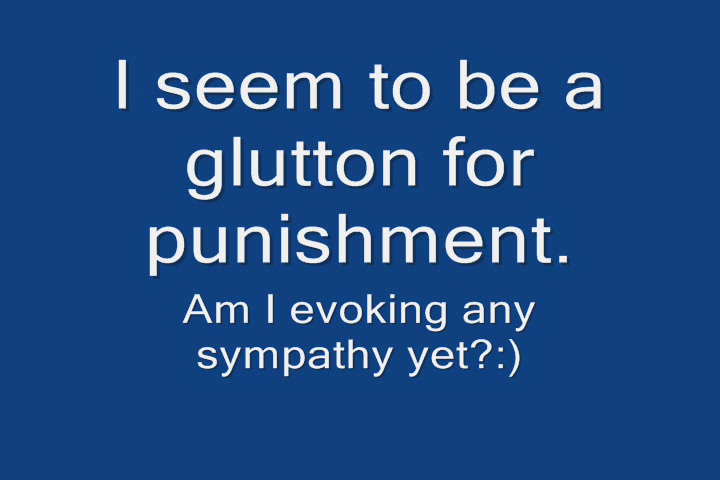 I seem to be a
glutton for
punishment.
Am I evoking any
sympathy yet?:)